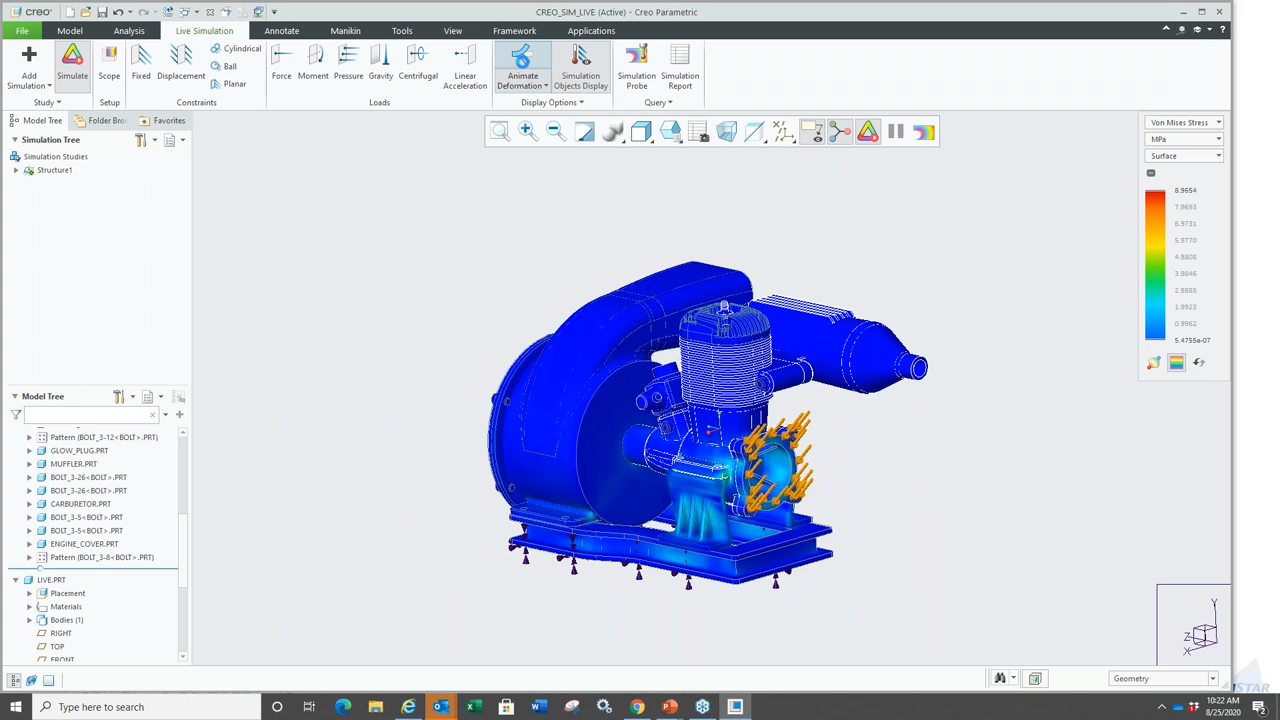 creo
CREO_SIM_LIVE (Active) - Creo Parametric
File Model Analysis Live Simulation Annotate Manikin Tools View Framework Applications
Add Simulation
Simulate
Scope
Fixed
Displacement
Cylindrical
Ball
Planar
Force
Moment
Pressure
Gravity
Centrifugal
Linear Acceleration
Animate Deformation
Simulation Objects Display
Simulation Probe
Simulation Report
Study Setup Constraints Loads Display Options Query
Model Tree Folder Bro Favorites
Simulation Tree
Simulation Studies
Structure1
Von Mises Stress
MPa
Surface
8.9654
7.9693
6.9731
5.9770
4.9808
3.9846
2.9885
1.9923
0.9962
5.4755e-07
Model Tree
Pattern (BOLT_3-12<BOLT>.PRT)
GLOW_PLUG.PRT
MUFFLER.PRT
BOLT_3-26<BOLT>.PRT
BOLT_3-26<BOLT>.PRT
CARBURETOR.PRT
BOLT_3-5<BOLT>.PRT
BOLT_3-5<BOLT>.PRT
ENGINE_COVER.PRT
Pattern (BOLT_3-8<BOLT>.PRT)
LIVE.PRT
Placement
Materials
Bodies (1)
RIGHT
TOP
FRONT
Y
Z
X
Geometry
Type here to search
10:22 AM
8/25/2020
2